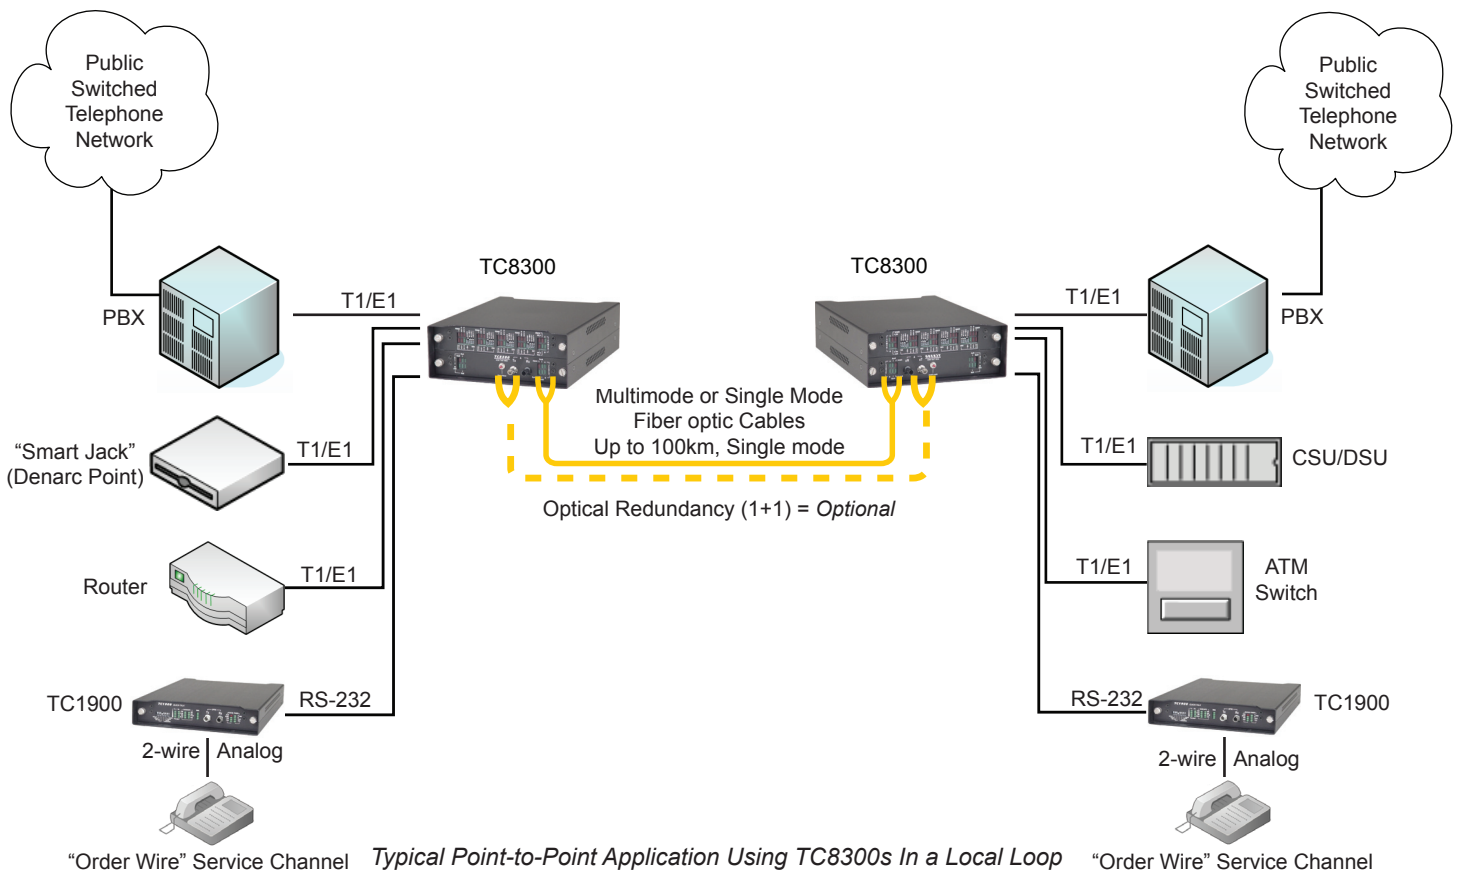 Public
Switched
Telephone
Network
Public
Switched
Telephone
Network
TC8300
TC8300
PBX
T1/E1
T1/E1
PBX
Multimode or Single Mode
Fiber optic Cables
Up to 100km, Single mode
“Smart Jack”
(Denarc Point)
T1/E1
T1/E1
CSU/DSU
Optical Redundancy (1+1) = Optional
Router
T1/E1
T1/E1
ATM
Switch
TC1900
RS-232
RS-232
TC1900
2-wire
Analog
2-wire
Analog
“Order Wire” Service Channel
Typical Point-to-Point Application Using TC8300s In a Local Loop
“Order Wire” Service Channel